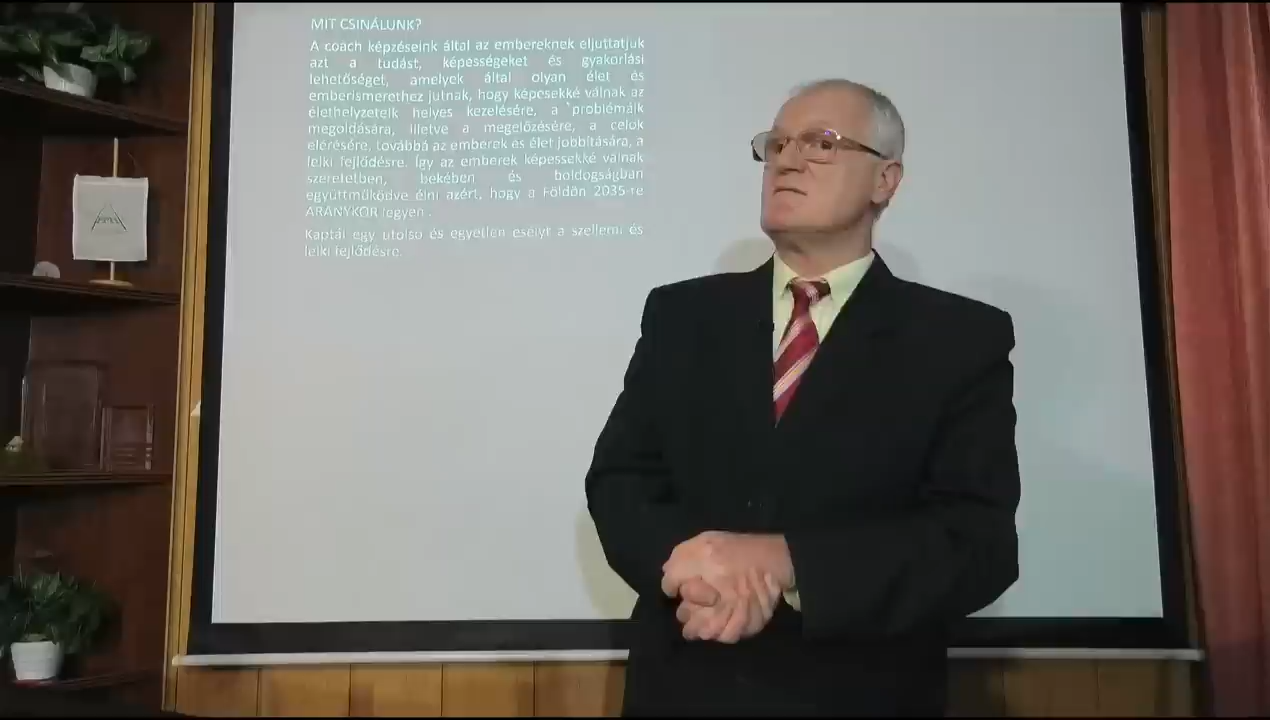 MIT CSINÁLUNK?
A coach képzéseink által az embereknek eljuttatjuk
azt a tudást, képességeket és gyakorlási
lehetőséget, amelyek által olyan élet és
emberismerethez jutnak, hogy képessekké válnak az
élethelyzeteik helyes kezelésére, a problémáik
megoldására, illetve a megelőzésére, a célok
elérésére, továbbá az emberek és élet jobbítására, a
lelki fejlődésre. Így az emberek képessekké válnak
szeretetben, békében és boldogságban
együttműködve élni azért, hogy a Földön 2035-re
ARANYKOR legyen .
Kaptál egy utolsó és egyetlen esélyt a szellemi és
lelki fejlődésre.